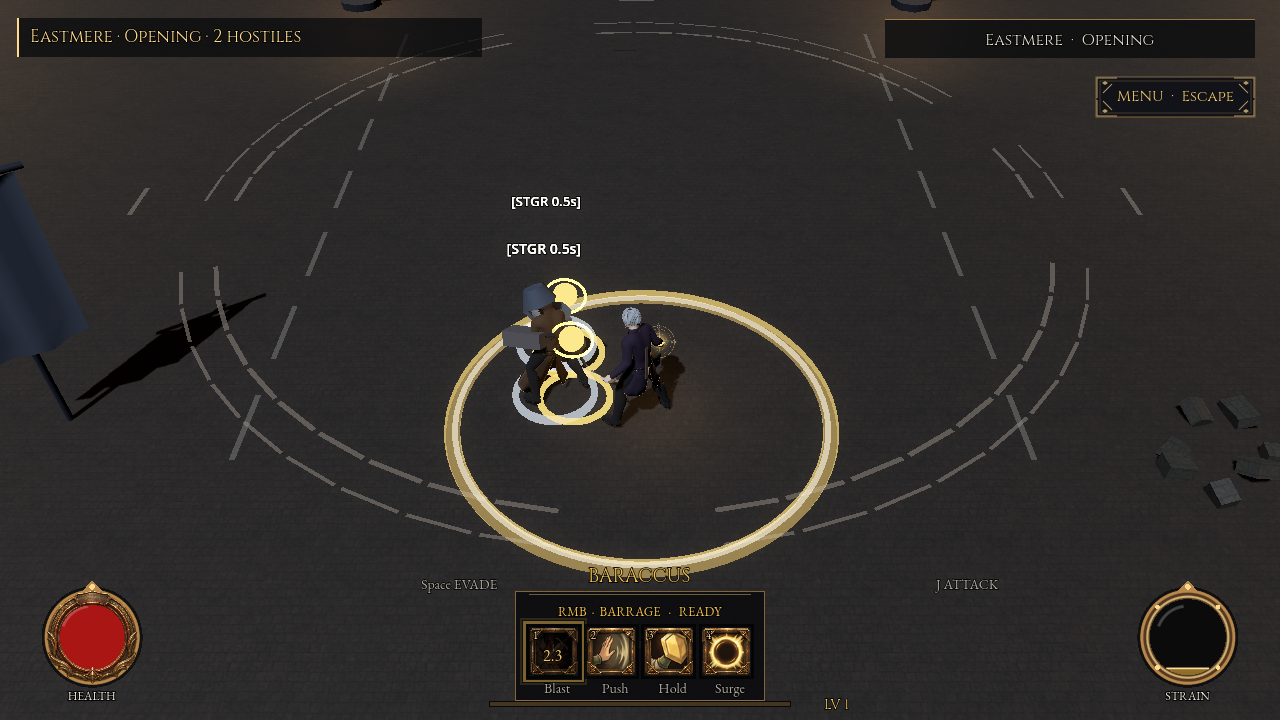 EASTMERE · OPENING · 2 HOSTILES
EASTMERE · OPENING
MENU · ESCAPE
[STGR 0.5s]
[STGR 0.5s]
Space EVADE
BARACCUS
J ATTACK
RMB · BARRAGE · READY
1 2 3 4
2.3
Blast Push Hold Surge
HEALTH
STRAIN
LV 1